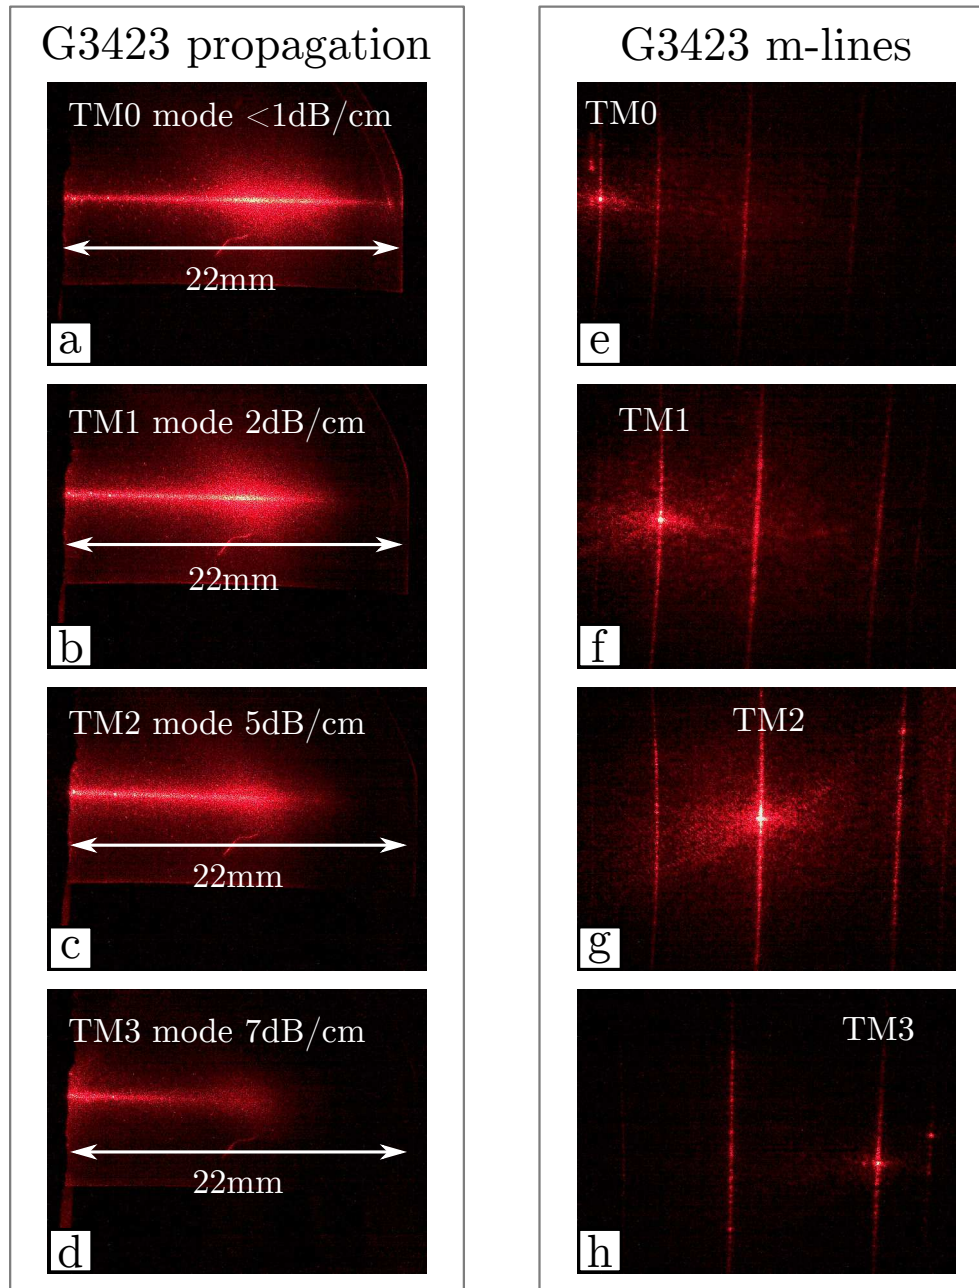 G3423 propagation
TM0 mode <1dB/cm
22mm
a
TM1 mode 2dB/cm
22mm
b
TM2 mode 5dB/cm
22mm
c
TM3 mode 7dB/cm
22mm
d
G3423 m-lines
TM0
e
TM1
f
TM2
g
TM3
h